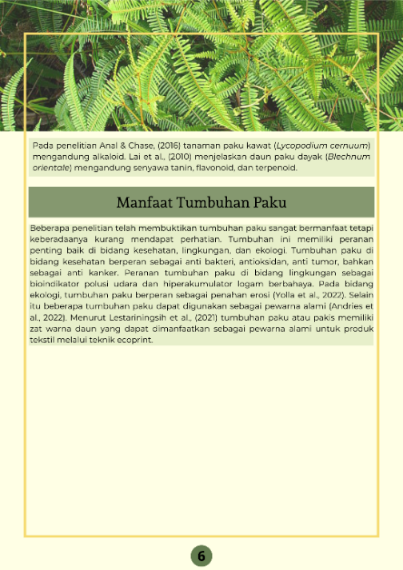 Pada penelitian Anal & Chase, (2016) tanaman paku kawat (Lycopodium cernuum)
mengandung alkaloid. Lai et al., (2010) menjelaskan daun paku dayak (Blechnum
orientale) mengandung senyawa tanin, flavonoid, dan terpenoid.
Manfaat Tumbuhan Paku
Beberapa penelitian telah membuktikan tumbuhan paku sangat bermanfaat tetapi
keberadaanya kurang mendapat perhatian. Tumbuhan ini memiliki peranan
penting baik di bidang kesehatan, lingkungan, dan ekologi. Tumbuhan paku di
bidang kesehatan berperan sebagai anti bakteri, antioksidan, anti tumor, bahkan
sebagai anti kanker. Peranan tumbuhan paku di bidang lingkungan sebagai
bioindikator polusi udara dan hiperakumulator logam berbahaya. Pada bidang
ekologi, tumbuhan paku berperan sebagai penahan erosi (Yolla et al., 2022). Selain
itu beberapa tumbuhan paku dapat digunakan sebagai pewarna alami (Andries et
al., 2022). Menurut Lestariningsih et al., (2021) tumbuhan paku atau pakis memiliki
zat warna daun yang dapat dimanfaatkan sebagai pewarna alami untuk produk
tekstil melalui teknik ecoprint.
6